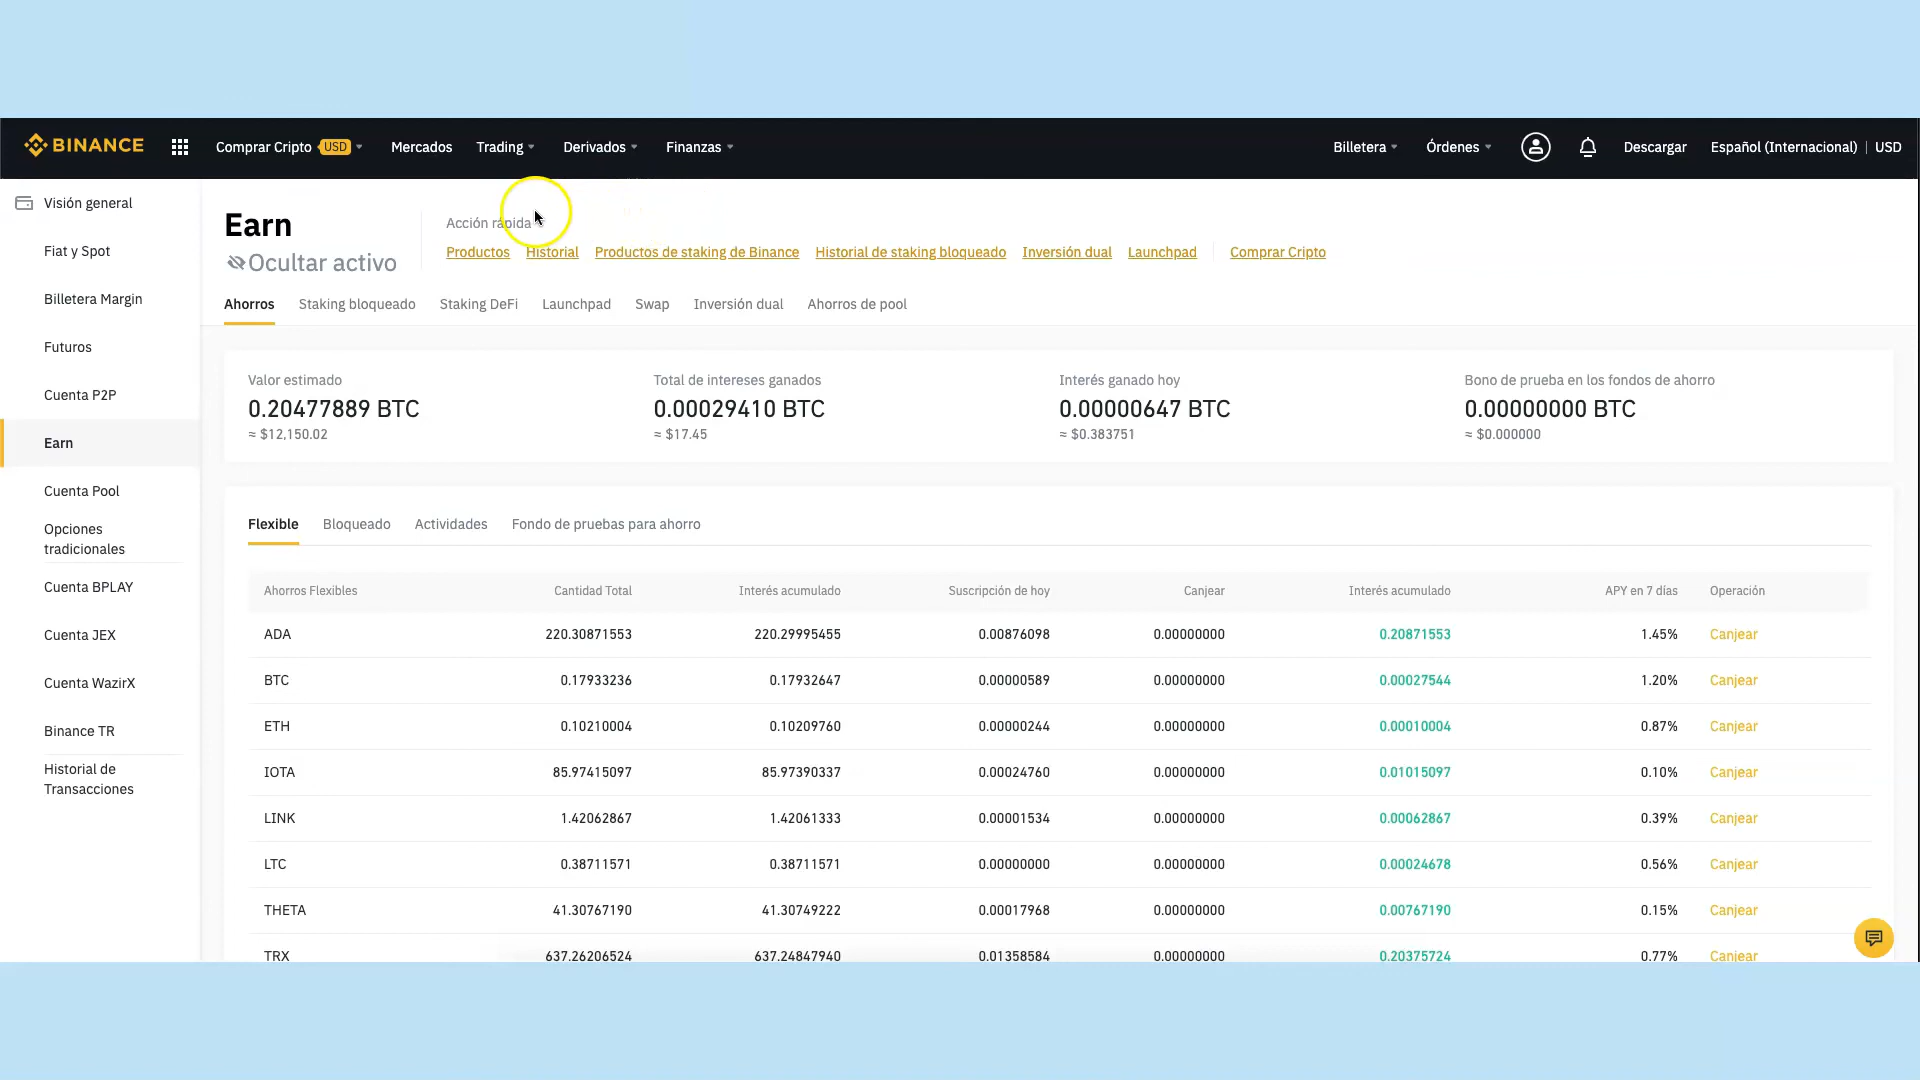 BINANCE
Comprar Cripto USD
Mercados
Trading
Derivados
Finanzas
Billetera
Órdenes
Descargar
Español (Internacional) | USD
Visión general
Fiat y Spot
Billetera Margin
Futuros
Cuenta P2P
Earn
Cuenta Pool
Opciones
tradicionales
Cuenta BPLAY
Cuenta JEX
Cuenta WazirX
Binance TR
Historial de
Transacciones
Earn
Ocultar activo
Acción rápida
Productos Historial Productos de staking de Binance Historial de staking bloqueado Inversión dual Launchpad Comprar Cripto
Ahorros Staking bloqueado Staking DeFi Launchpad Swap Inversión dual Ahorros de pool
Valor estimado
0.20477889 BTC
≈ $12,150.02
Total de intereses ganados
0.00029410 BTC
≈ $17.45
Interés ganado hoy
0.00000647 BTC
≈ $0.383751
Bono de prueba en los fondos de ahorro
0.00000000 BTC
≈ $0.000000
Flexible Bloqueado Actividades Fondo de pruebas para ahorro
Ahorros Flexibles Cantidad Total Interés acumulado Suscripción de hoy Canjear Interés acumulado APY en 7 días Operación
ADA 220.30871553 220.29995455 0.00876098 0.00000000 0.20871553 1.45% Canjear
BTC 0.17933236 0.17932647 0.00000589 0.00000000 0.00027544 1.20% Canjear
ETH 0.10210004 0.10209760 0.00000244 0.00000000 0.00010004 0.87% Canjear
IOTA 85.97415097 85.97390337 0.00024760 0.00000000 0.01015097 0.10% Canjear
LINK 1.42062867 1.42061333 0.00001534 0.00000000 0.00062867 0.39% Canjear
LTC 0.38711571 0.38711571 0.00000000 0.00000000 0.00024678 0.56% Canjear
THETA 41.30767190 41.30749222 0.00017968 0.00000000 0.00767190 0.15% Canjear
TRX 637.26206524 637.24847940 0.01358584 0.00000000 0.20375724 0.77% Canjear